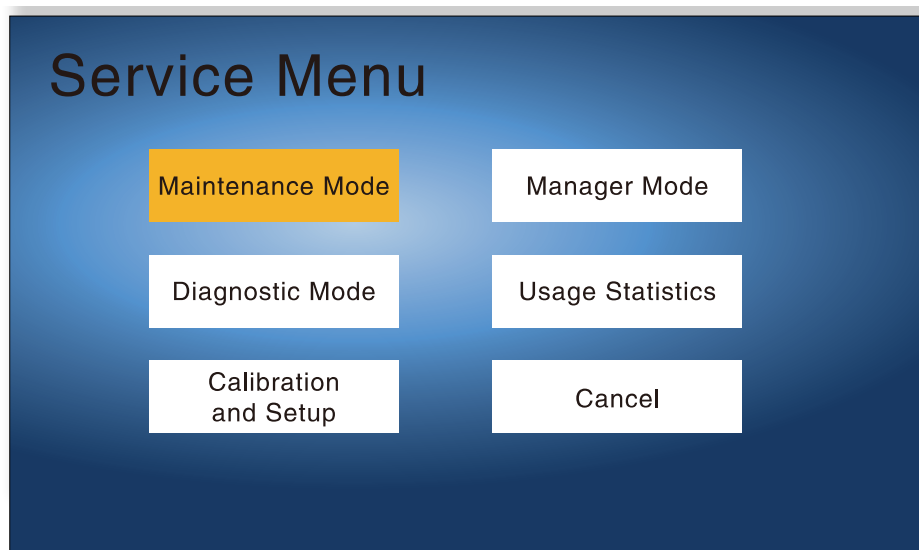 Service Menu
Maintenance Mode
Manager Mode
Diagnostic Mode
Usage Statistics
Calibration
and Setup
Cancel